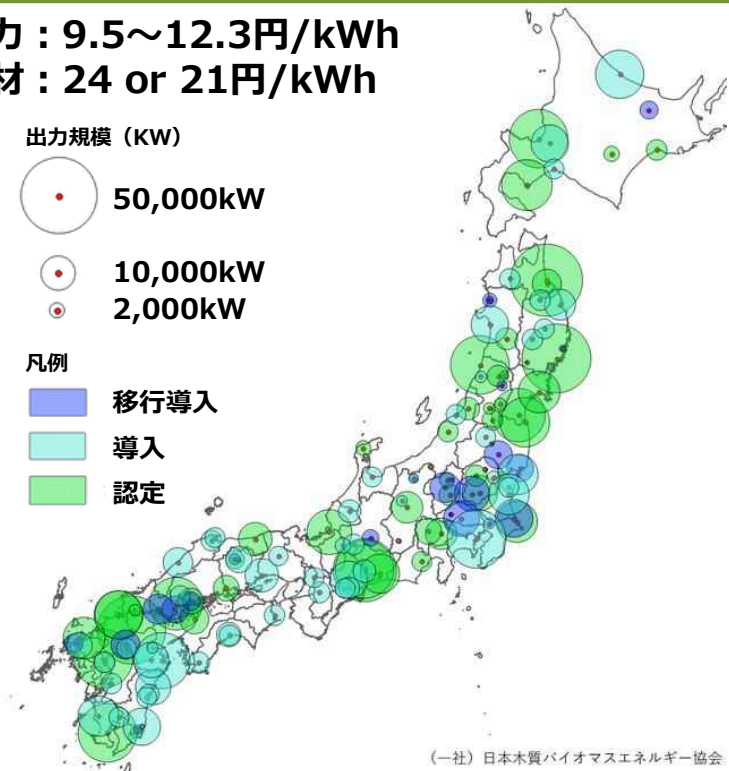 力：9.5～12.3円/kWh
材：24 or 21円/kWh
出力規模（KW）
50,000kW
10,000kW
2,000kW
凡例
移行導入
導入
認定
（一社）日本木質バイオマスエネルギー協会